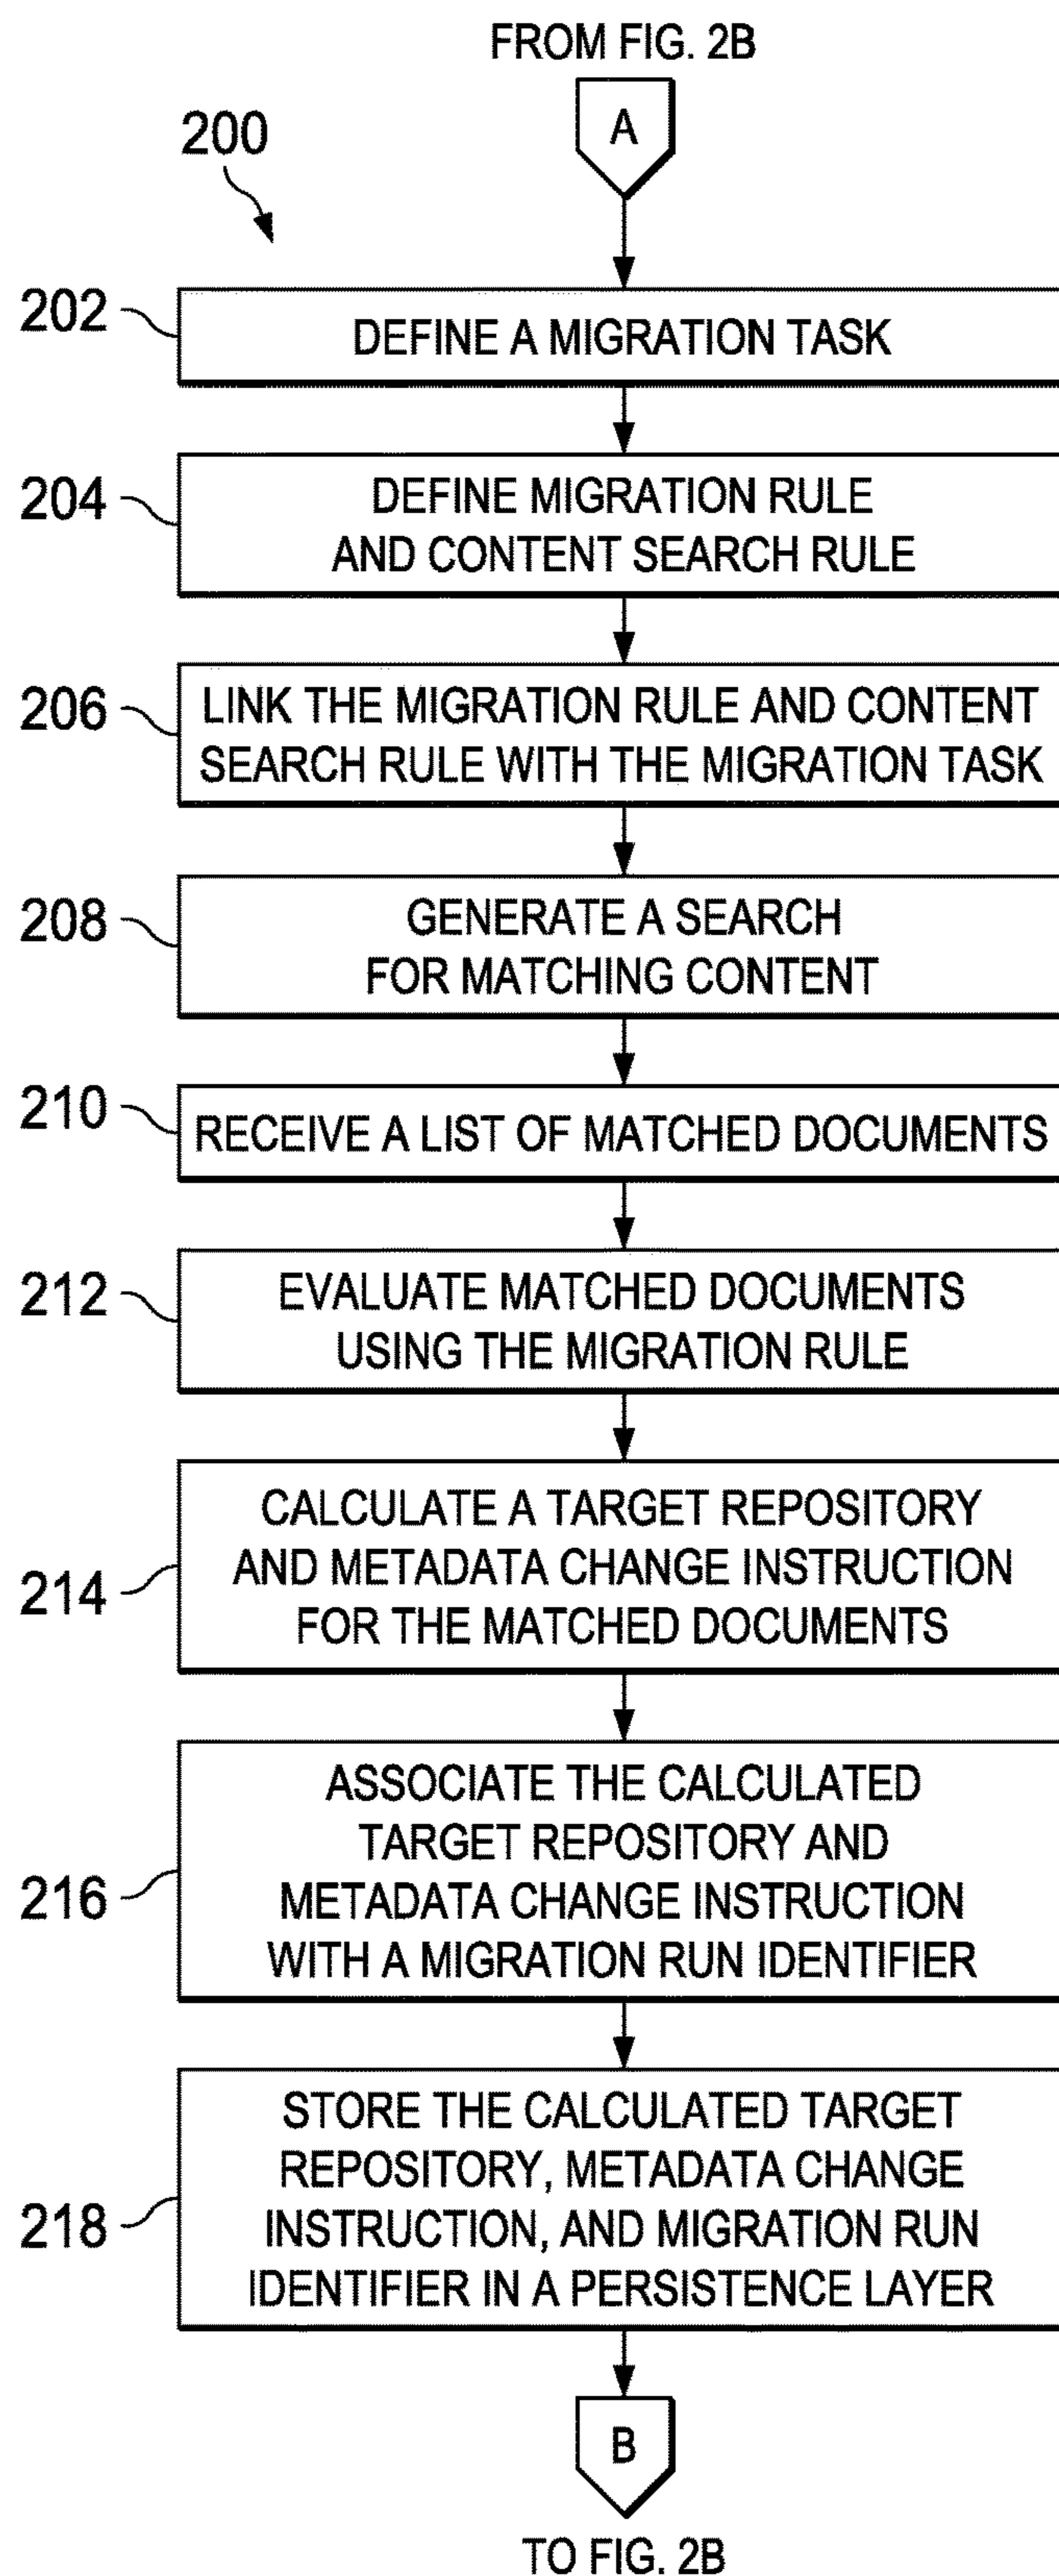 FROM FIG. 2B
A
200
202
DEFINE A MIGRATION TASK
204
DEFINE MIGRATION RULE
AND CONTENT SEARCH RULE
206
LINK THE MIGRATION RULE AND CONTENT
SEARCH RULE WITH THE MIGRATION TASK
208
GENERATE A SEARCH
FOR MATCHING CONTENT
210
RECEIVE A LIST OF MATCHED DOCUMENTS
212
EVALUATE MATCHED DOCUMENTS
USING THE MIGRATION RULE
214
CALCULATE A TARGET REPOSITORY
AND METADATA CHANGE INSTRUCTION
FOR THE MATCHED DOCUMENTS
216
ASSOCIATE THE CALCULATED
TARGET REPOSITORY AND
METADATA CHANGE INSTRUCTION
WITH A MIGRATION RUN IDENTIFIER
218
STORE THE CALCULATED TARGET
REPOSITORY, METADATA CHANGE
INSTRUCTION, AND MIGRATION RUN
IDENTIFIER IN A PERSISTENCE LAYER
B
TO FIG. 2B